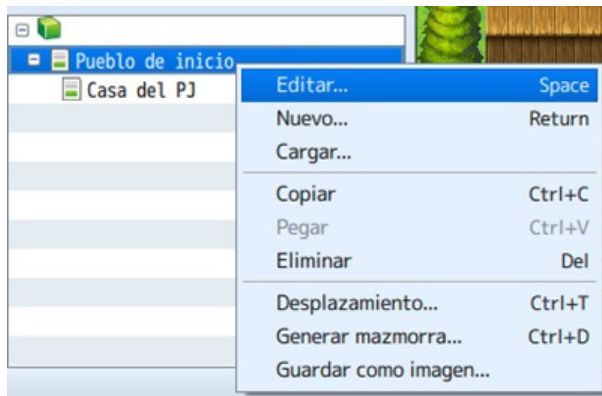 Pueblo de inicio
Casa del PJ
Editar... Space
Nuevo... Return
Cargar...
Copiar Ctrl+C
Pegar Ctrl+V
Eliminar Del
Desplazamiento... Ctrl+T
Generar mazmorra... Ctrl+D
Guardar como imagen...